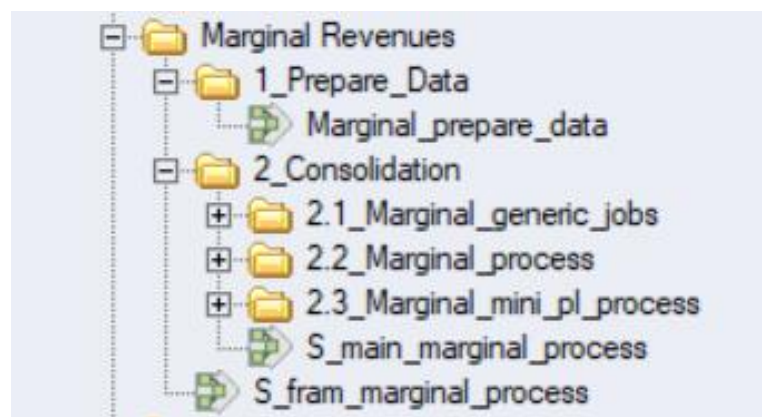 Marginal Revenues
1_Prepare_Data
Marginal_prepare_data
2_Consolidation
2.1_Marginal_generic_jobs
2.2_Marginal_process
2.3_Marginal_mini_pl_process
S_main_marginal_process
S_fram_marginal_process